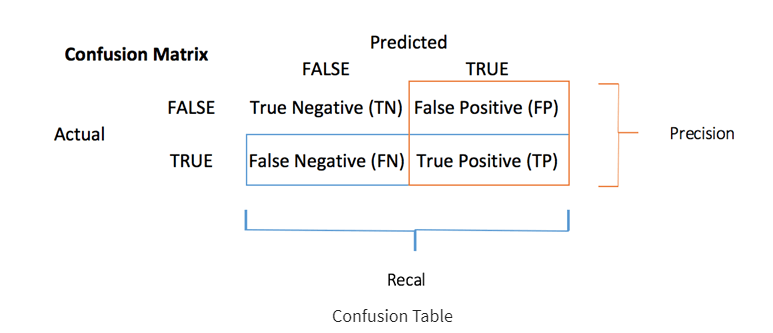 Predicted
Confusion Matrix
FALSE TRUE
FALSE True Negative (TN) False Positive (FP)
Actual Precision
TRUE False Negative (FN) True Positive (TP)
Recal
Confusion Table